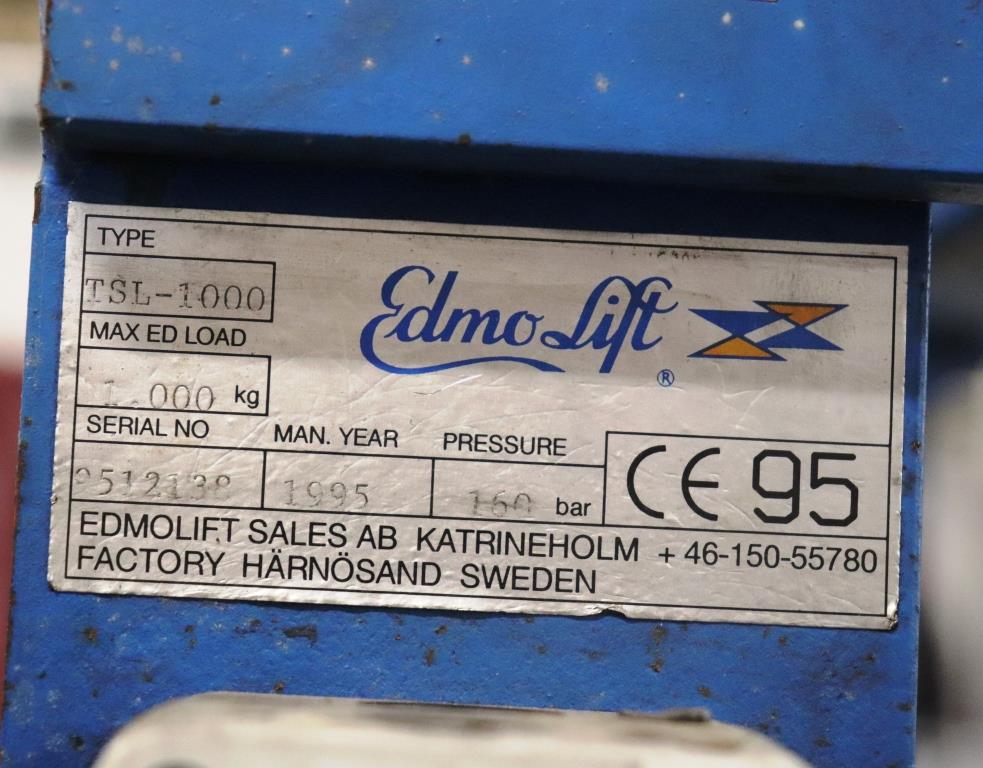 TYPE
TSL-1000
Edmo Lift ®
MAX ED LOAD
1.000 kg
SERIAL NO
9512138
MAN. YEAR
1995
PRESSURE
160 bar
CE 95
EDMOLIFT SALES AB KATRINEHOLM + 46-150-55780
FACTORY HÄRNÖSAND SWEDEN